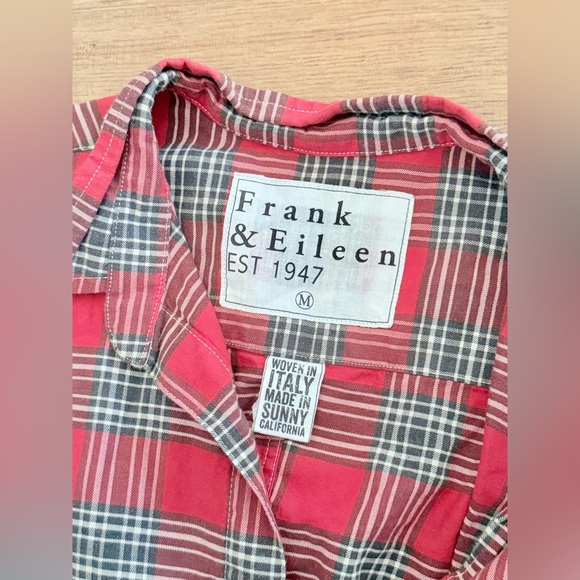 Frank
& Eileen
EST 1947
M
WOVEN IN
ITALY
MADE IN
SUNNY
CALIFORNIA